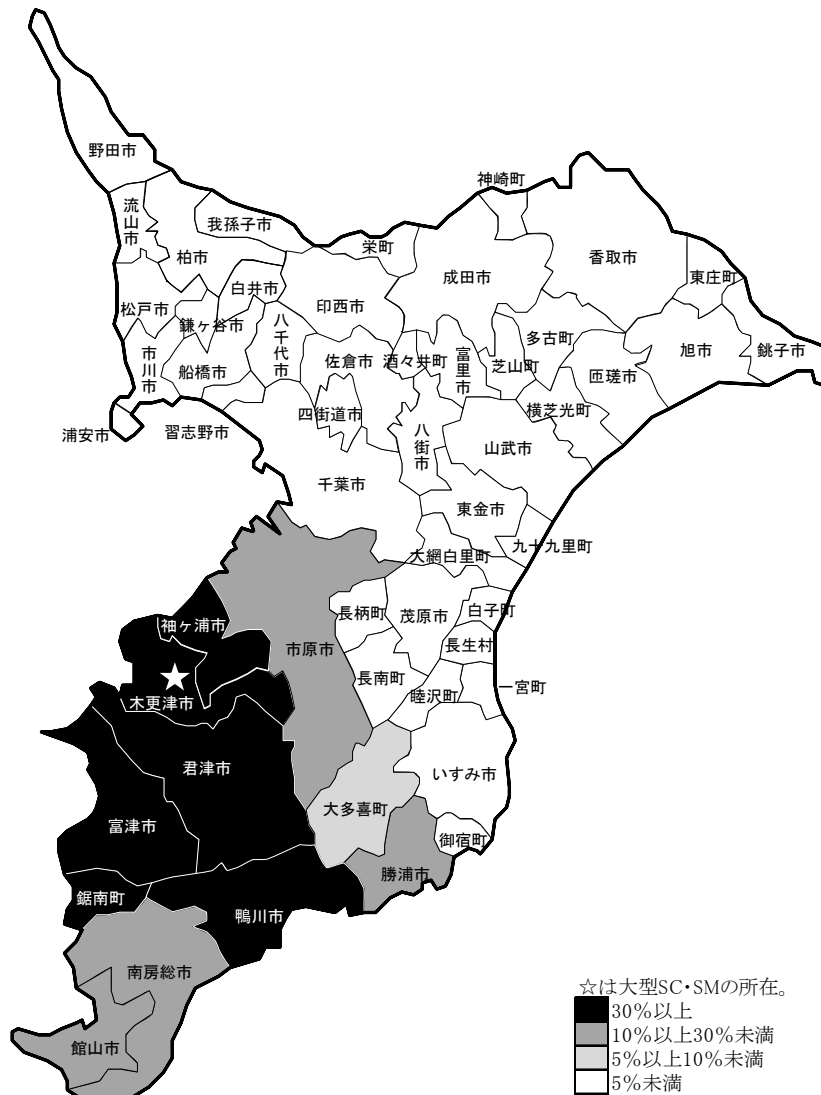 野田市
流山市
我孫子市
柏市
神崎町
栄町
成田市
香取市
東庄町
白井市
印西市
松戸市
鎌ヶ谷市
八千代市
市川市
船橋市
佐倉市
酒々井町
富里市
芝山町
多古町
匝瑳市
旭市
銚子市
四街道市
横芝光町
浦安市
習志野市
八街市
山武市
千葉市
東金市
九十九里町
大網白里町
長柄町
茂原市
白子町
袖ヶ浦市
市原市
長生村
長南町
睦沢町
一宮町
☆
木更津市
君津市
いすみ市
大多喜町
富津市
御宿町
勝浦市
鋸南町
鴨川市
南房総市
館山市
☆は大型SC・SMの所在。
30%以上
10%以上30%未満
5%以上10%未満
5%未満